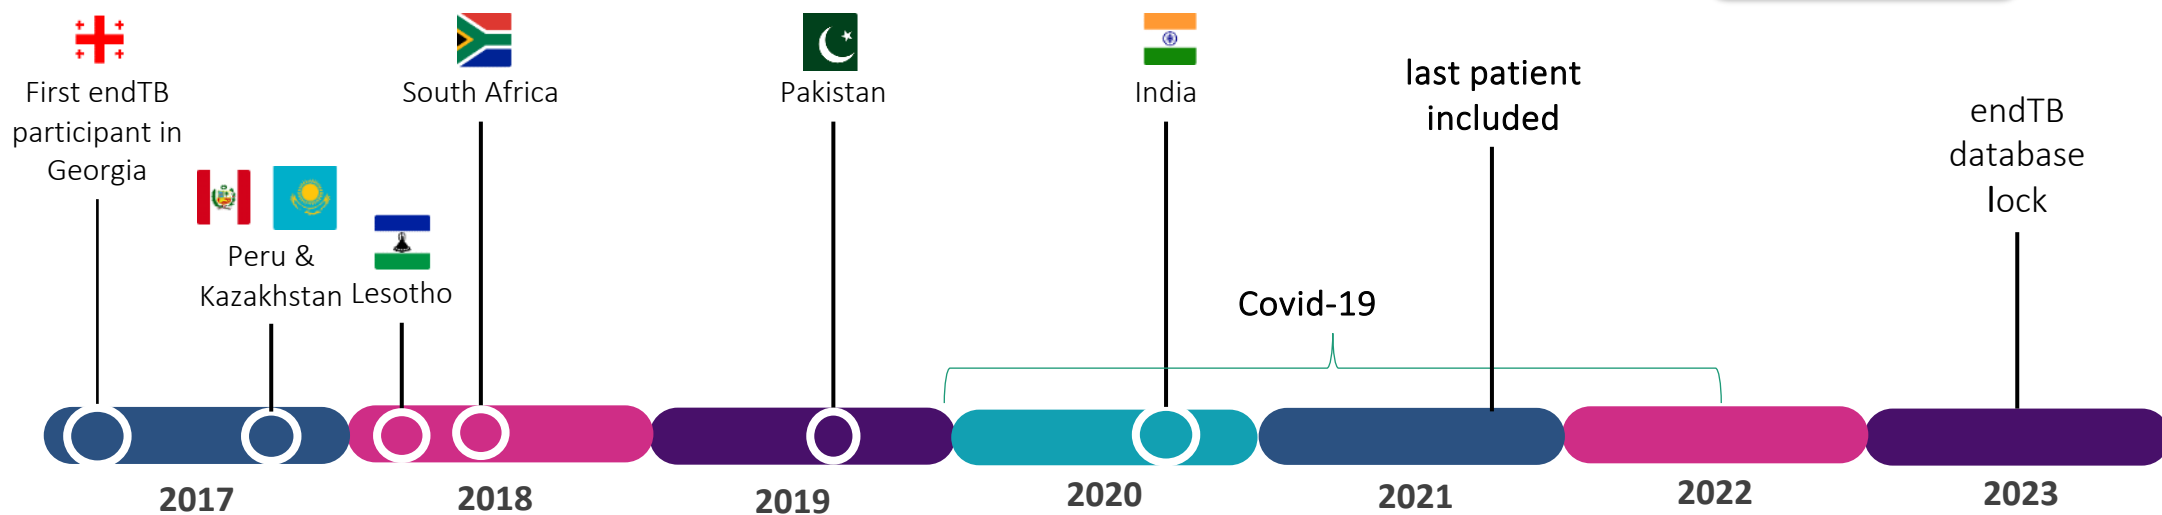 First endTB
participant in
Georgia
Peru &
Kazakhstan
Lesotho
South Africa
Pakistan
India
Covid-19
last patient
included
endTB
database
lock
2017
2018
2019
2020
2021
2022
2023